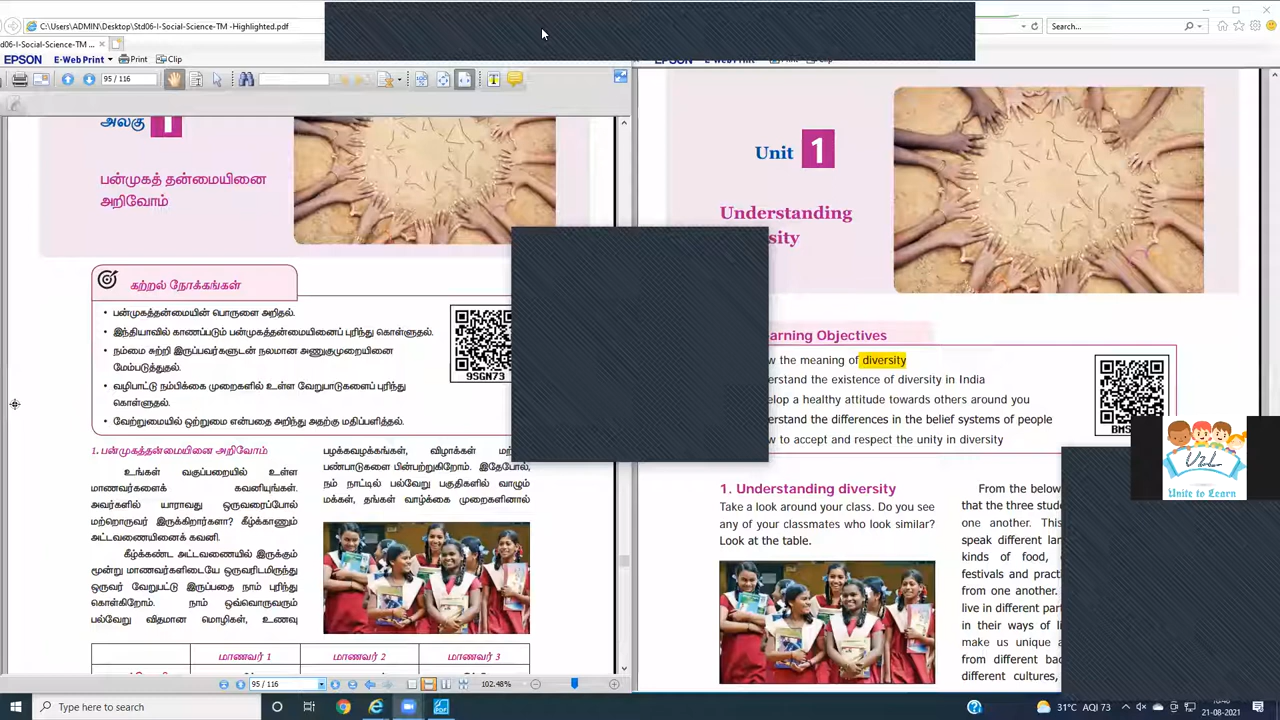 C:\Users\ADMIN\Desktop\Std06-I-Social-Science-TM -Highlighted.pdf
Search...
d06-I-Social-Science-TM ...
EPSON E-Web Print Print Clip
95 / 116
அலகு 1
பன்முகத் தன்மையினை
அறிவோம்
கற்றல் நோக்கங்கள்
• பன்முகத்தன்மையின் பொருளை அறிதல்.
• இந்தியாவில் காணப்படும் பன்முகத்தன்மையினைப் புரிந்து கொள்ளுதல்.
• நம்மை சுற்றி இருப்பவர்களுடன் நலமான அணுகுமுறையினை
மேம்படுத்துதல்.
• வழிபாட்டு நம்பிக்கை முறைகளில் உள்ள வேறுபாடுகளைப் புரிந்து
கொள்ளுதல்.
• வேற்றுமையில் ஒற்றுமை என்பதை அறிந்து அதற்கு மதிப்பளித்தல்.
9SGN73
1. பன்முகத்தன்மையினை அறிவோம்
உங்கள் வகுப்பறையில் உள்ள
மாணவர்களைக் கவனியுங்கள்.
அவர்களில் யாராவது ஒருவரைப்போல்
மற்றொருவர் இருக்கிறார்களா? கீழ்க்காணும்
அட்டவணையினைக் கவனி.
கீழ்க்கண்ட அட்டவணையில் இருக்கும்
மூன்று மாணவர்களிடையே ஒருவரிடமிருந்து
ஒருவர் வேறுபட்டு இருப்பதை நாம் புரிந்து
கொள்கிறோம். நாம் ஒவ்வொருவரும்
பல்வேறு விதமான மொழிகள், உணவு
பழக்கவழக்கங்கள், விழாக்கள்
பண்பாடுகளை பின்பற்றுகிறோம். இதேபோல்,
நம் நாட்டில் பல்வேறு பகுதிகளில் வாழும்
மக்கள், தங்கள் வாழ்க்கை முறைகளினால்
மாணவர் 1 மாணவர் 2 மாணவர் 3
95 / 116
102.48%
Unit 1
Understanding
sity
arning Objectives
w the meaning of diversity
erstand the existence of diversity in India
elop a healthy attitude towards others around you
erstand the differences in the belief systems of people
w to accept and respect the unity in diversity
1. Understanding diversity
Take a look around your class. Do you see
any of your classmates who look similar?
Look at the table.
From the below
that the three stude
one another. This
speak different lan
kinds of food,
festivals and practi
from one another.
live in different part
in their ways of li
make us unique a
from different bac
different cultures,
U2L
Unite to Learn
Type here to search
31°C AQI 73
21-08-2021